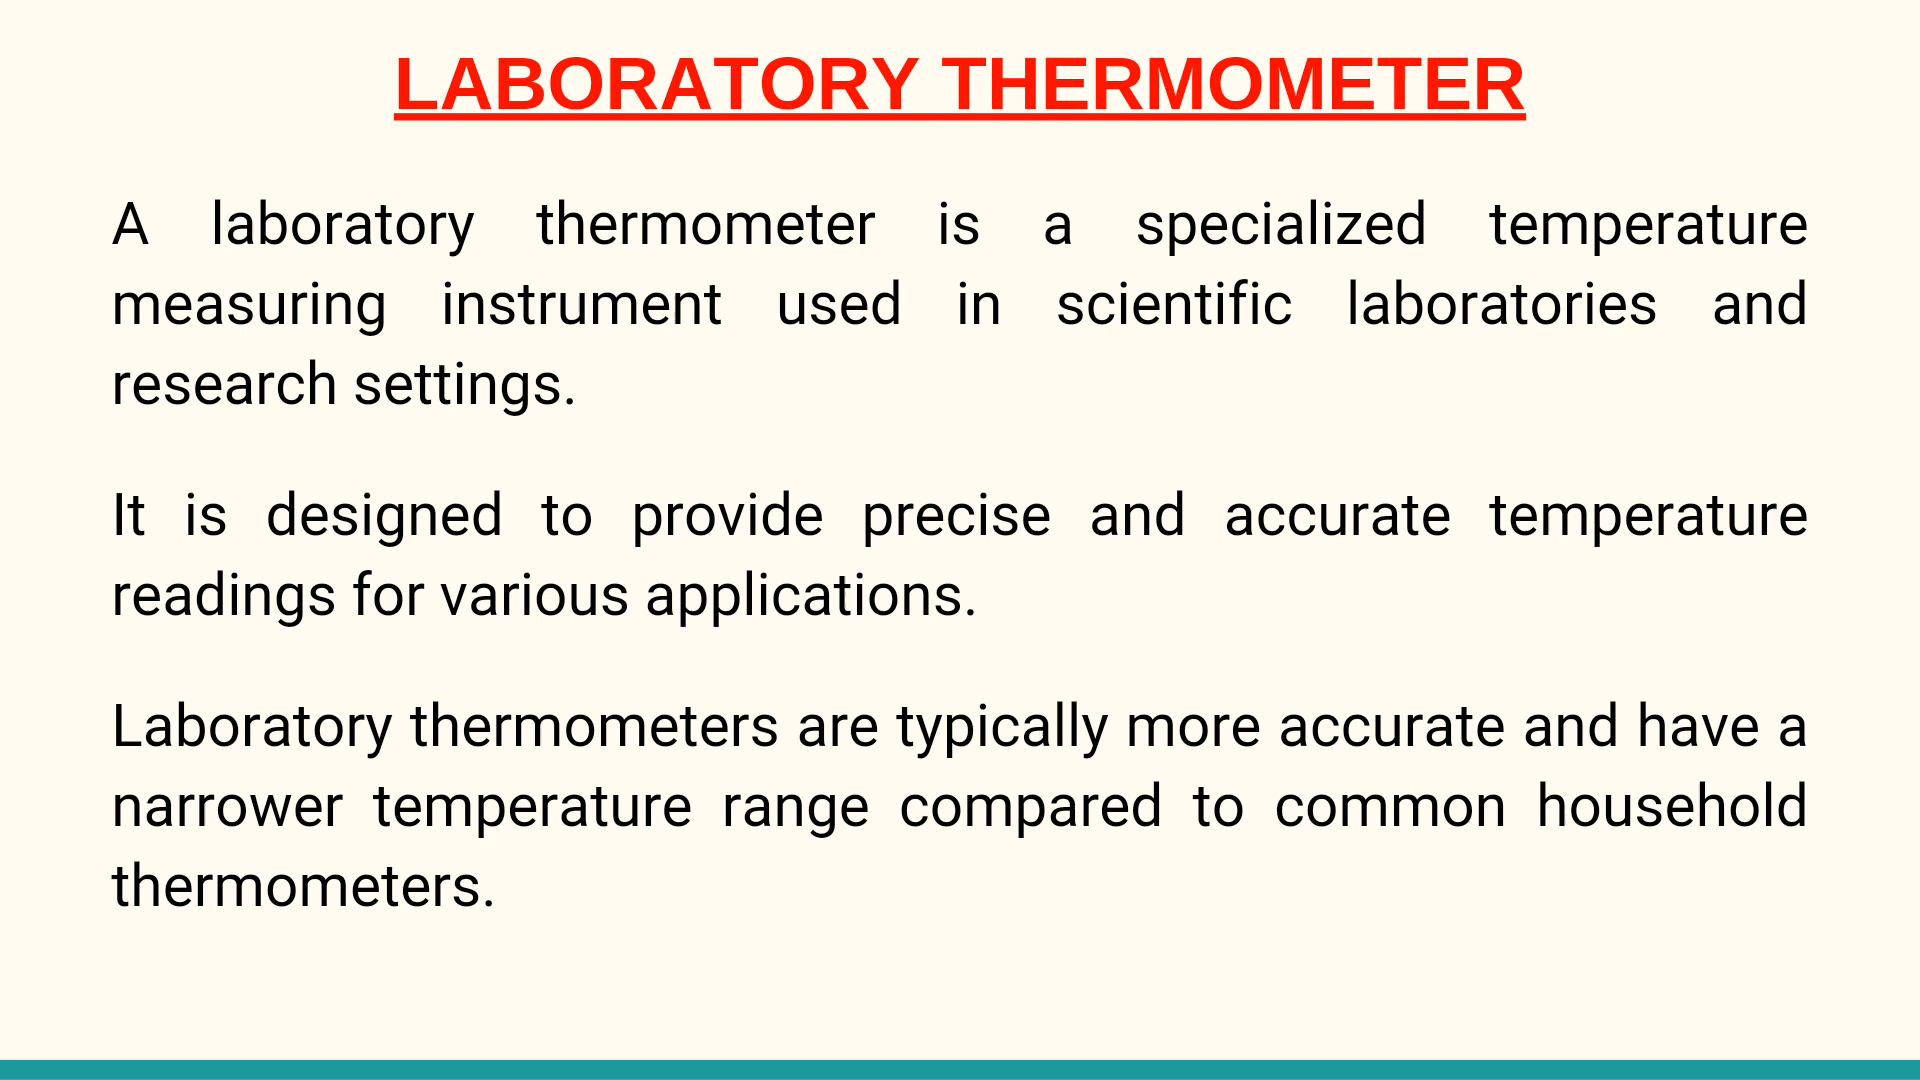 LABORATORY THERMOMETER
A laboratory thermometer is a specialized temperature
measuring instrument used in scientific laboratories and
research settings.
It is designed to provide precise and accurate temperature
readings for various applications.
Laboratory thermometers are typically more accurate and have a
narrower temperature range compared to common household
thermometers.